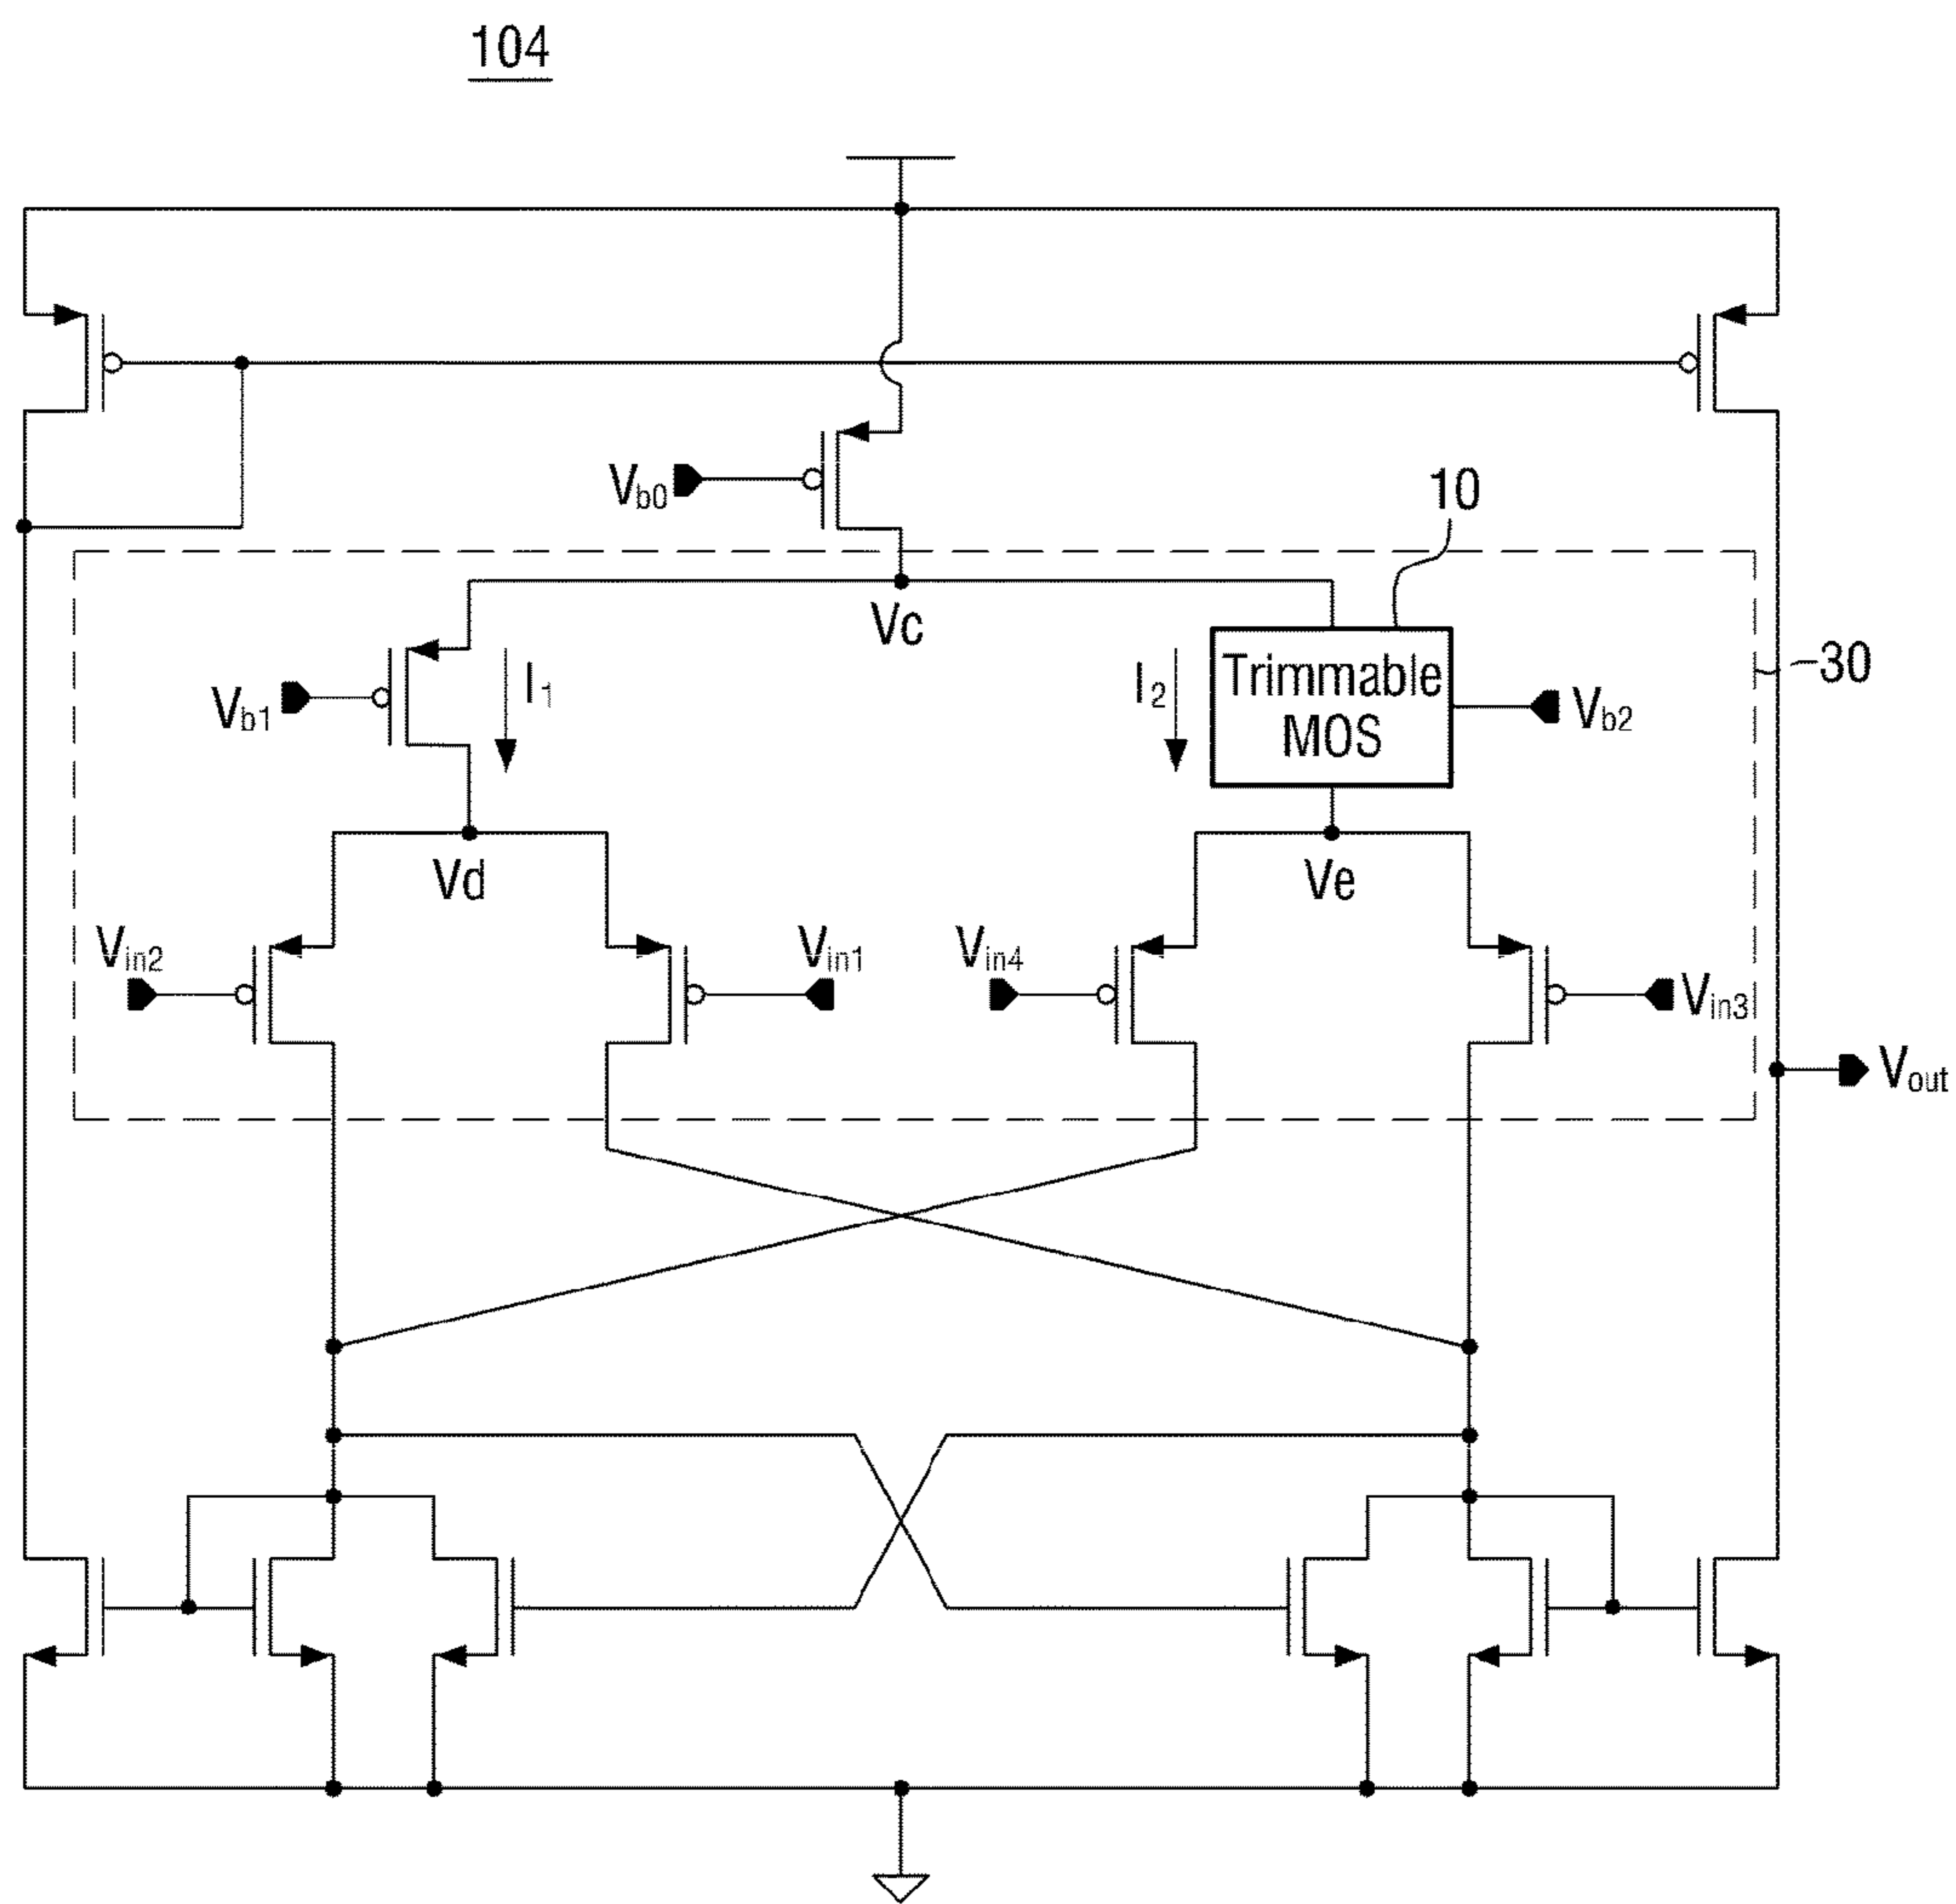 104
Vb0
10
Vc
Vb1
I1
I2
Trimmable
MOS
Vb2
30
Vd
Ve
Vin2
Vin1
Vin4
Vin3
Vout